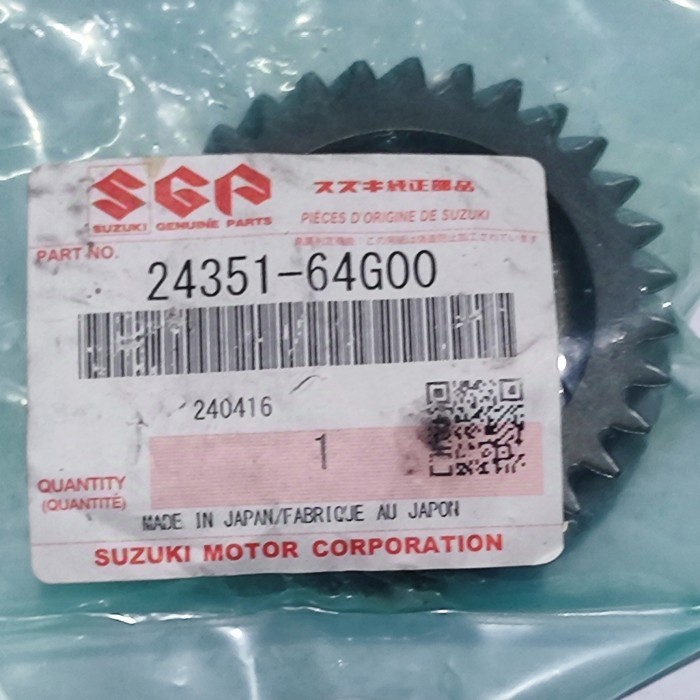 SGP
SUZUKI GENUINE PARTS
スズキ純正部品
PIÈCES D'ORIGINE DE SUZUKI
PART NO.
24351-64G00
240416
1
QUANTITY
(QUANTITÉ)
MADE IN JAPAN/FABRIQUE AU JAPON
SUZUKI MOTOR CORPORATION